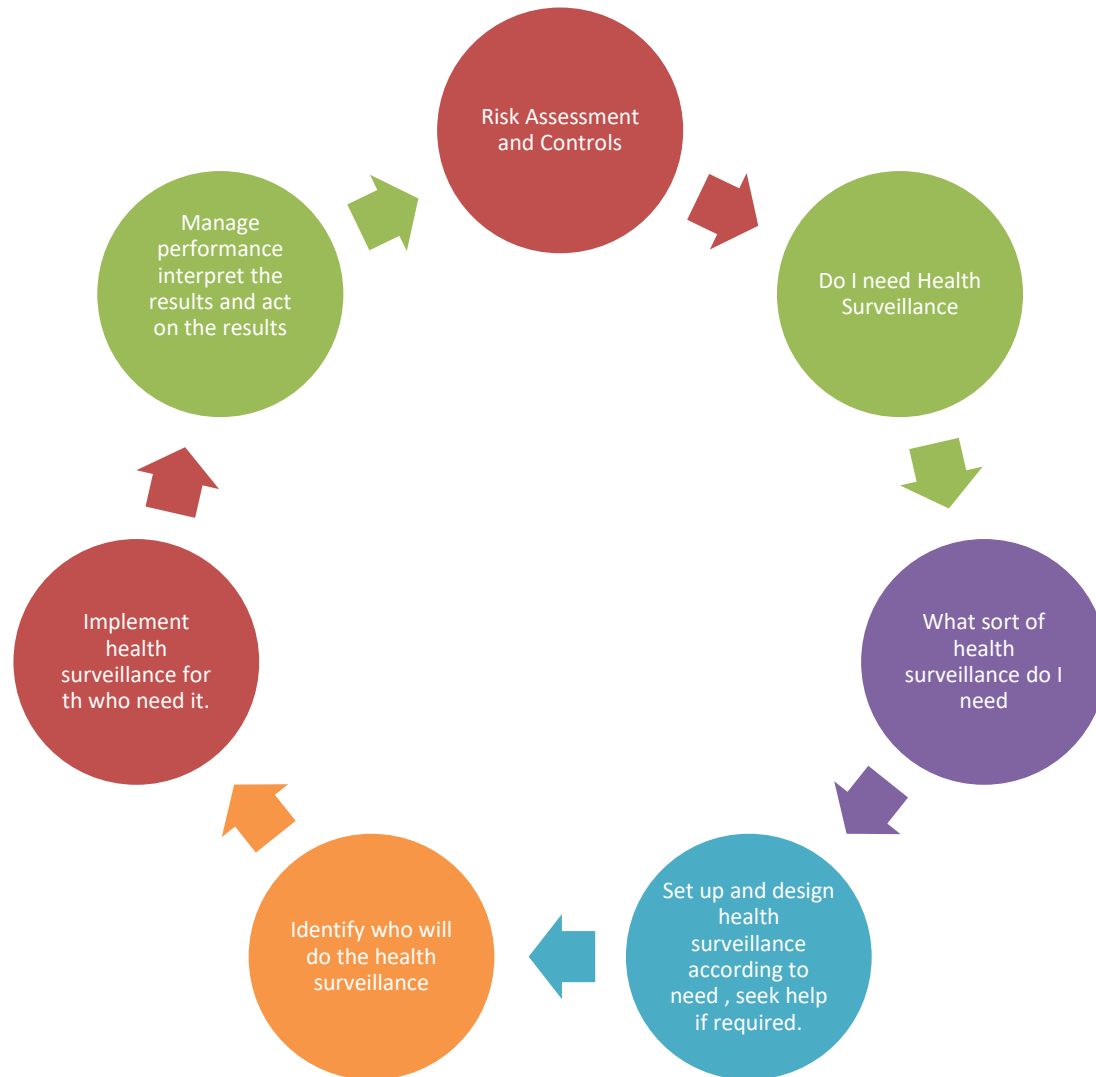 Risk Assessment
and Controls
Do I need Health
Surveillance
What sort of
health
surveillance do I
need
Set up and design
health
surveillance
according to
need , seek help
if required.
Identify who will
do the health
surveillance
Implement
health
surveillance for
th who need it.
Manage
performance
interpret the
results and act
on the results